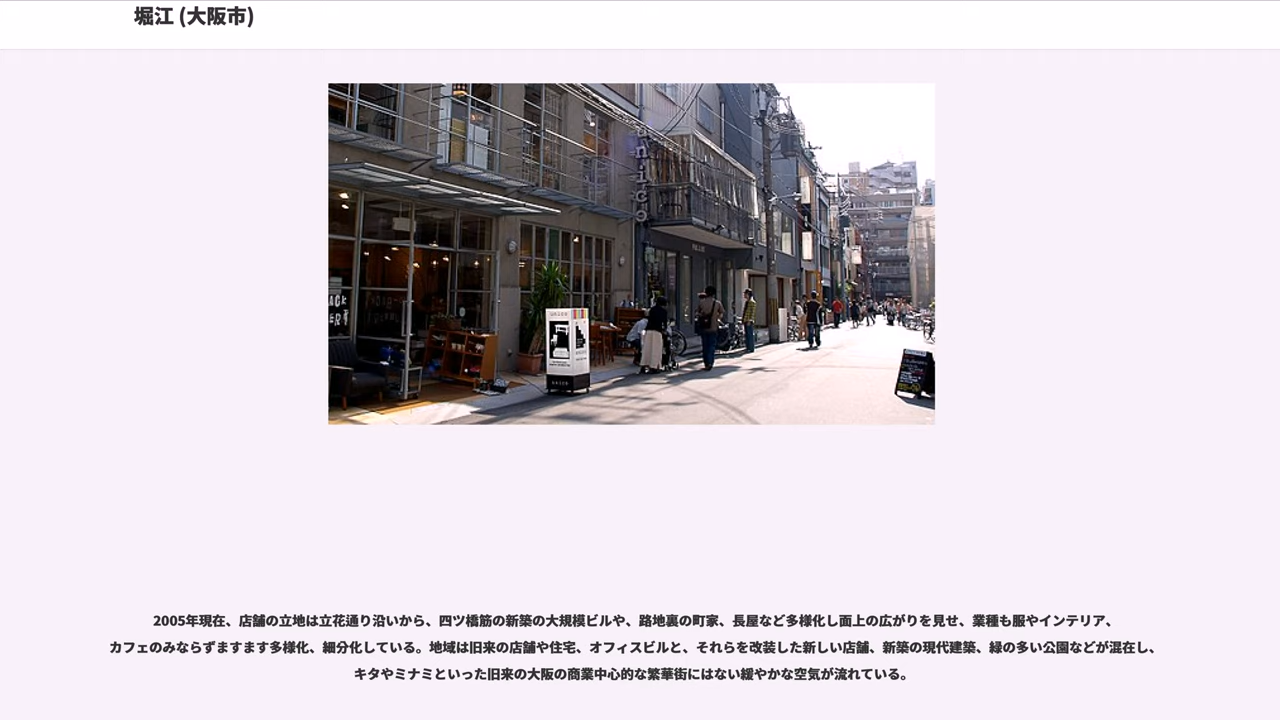 堀江 (大阪市)
unico
2005年現在、店舗の立地は立花通り沿いから、四ツ橋筋の新築の大規模ビルや、路地裏の町家、長屋など多様化し面上の広がりを見せ、業種も服やインテリア、
カフェのみならずますます多様化、細分化している。地域は旧来の店舗や住宅、オフィスビルと、それらを改装した新しい店舗、新築の現代建築、緑の多い公園などが混在し、
キタやミナミといった旧来の大阪の商業中心的な繁華街にはない緩やかな空気が流れている。